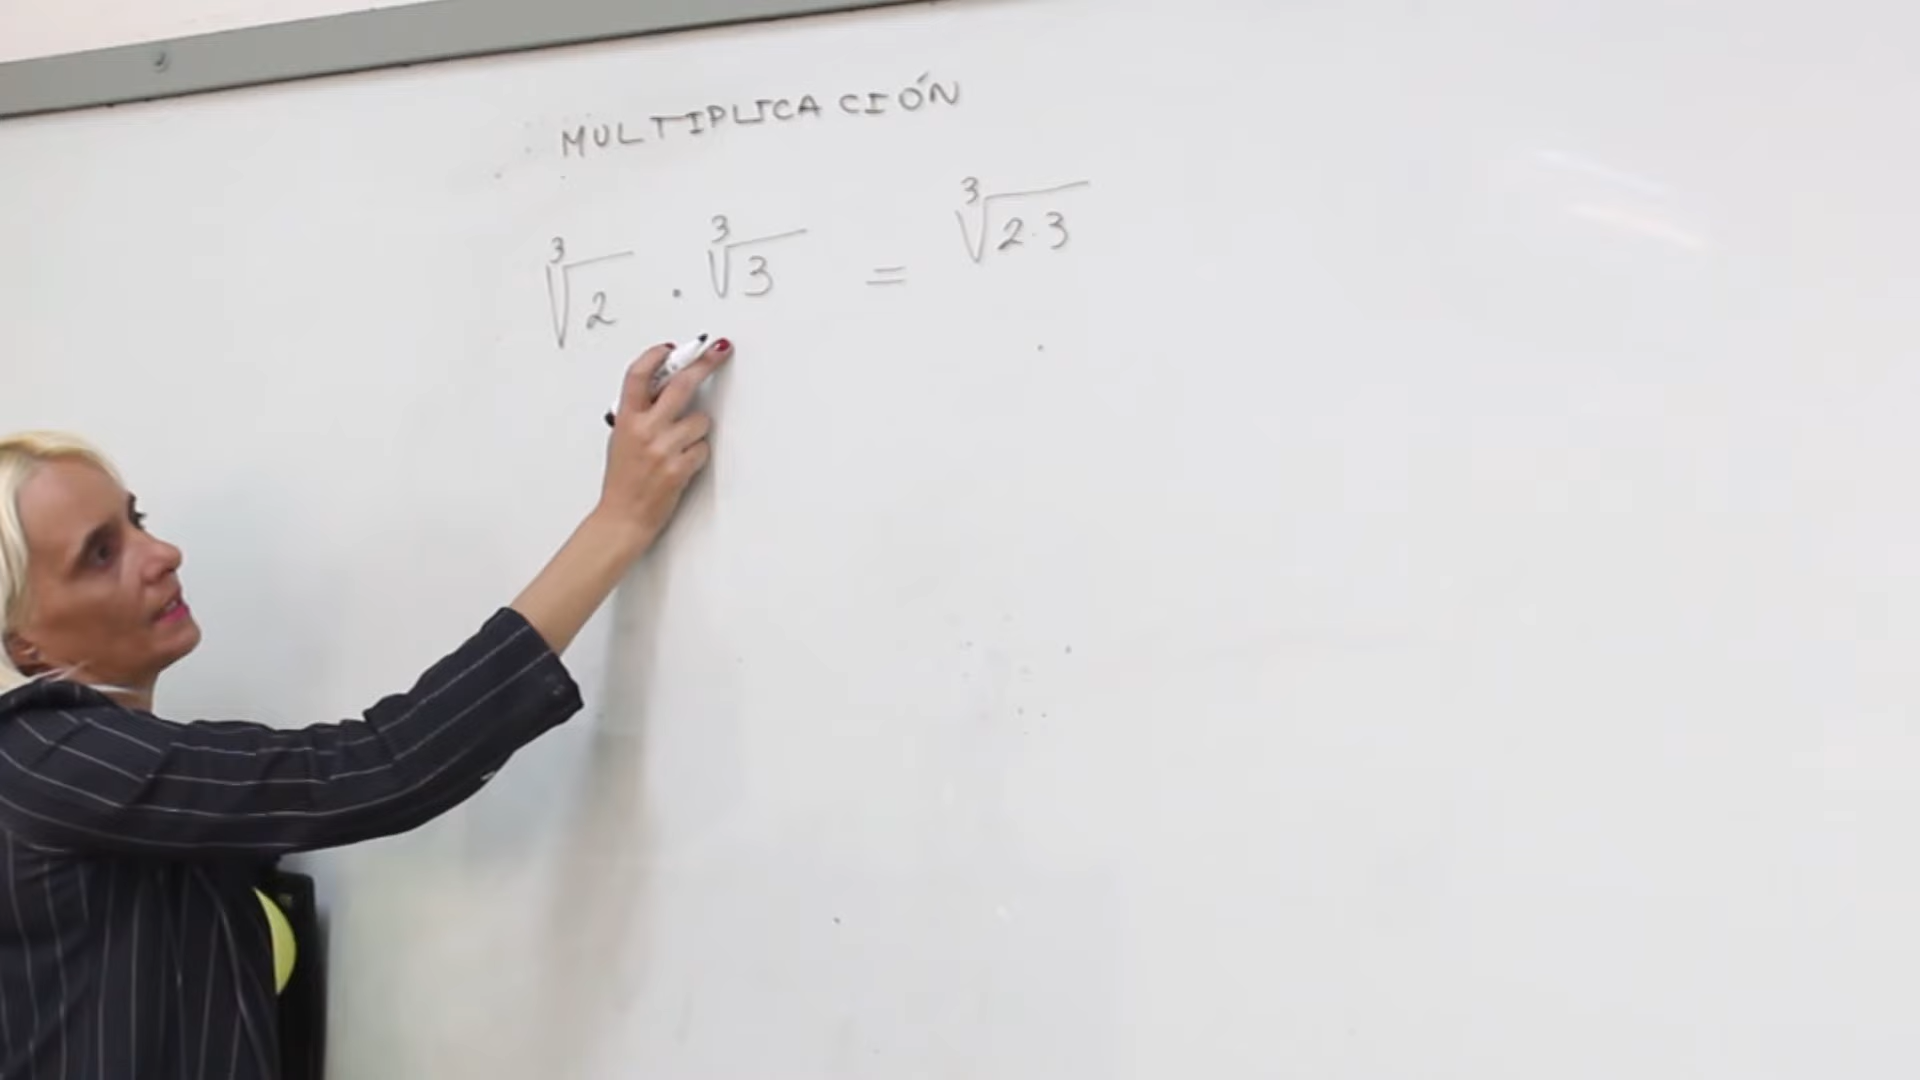 MULTIPLICACIÓN
∛2 · ∛3 = ∛2·3